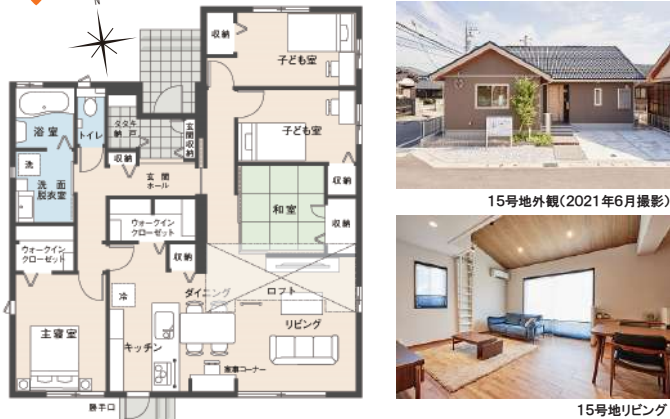 N
収納
子ども室
浴室
トイレ
タタキ
納戸
玄関
収納
子ども室
洗
洗面
脱衣室
収納
玄関
ホール
収納
和室
収納
ウォークイン
クローゼット
ウォークイン
クローゼット
収納
冷
ダイニング
ロフト
リビング
主寝室
キッチン
家事コーナー
勝手口
15号地外観(2021年6月撮影)
15号地リビング